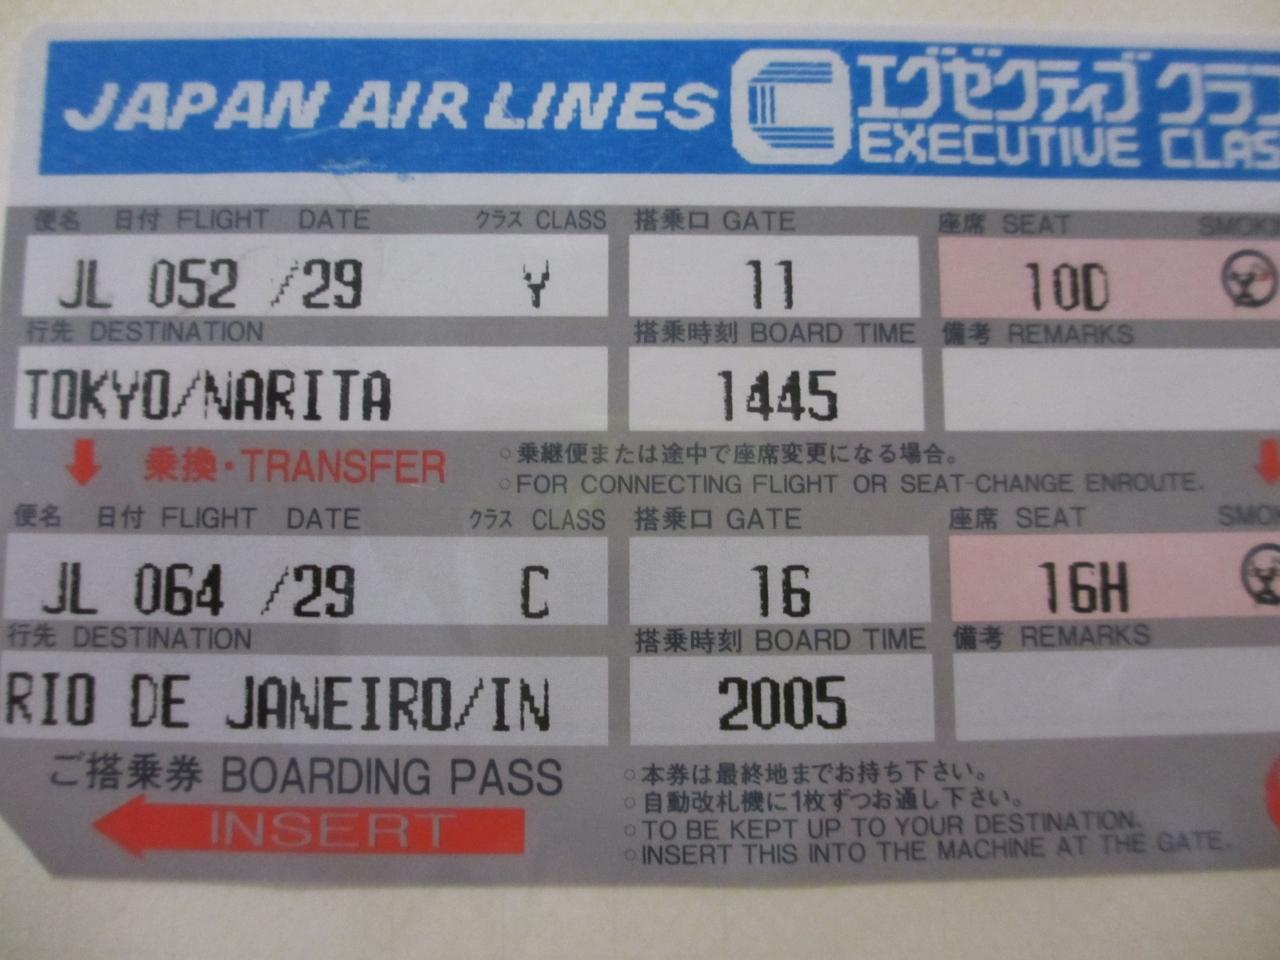 JAPAN AIR LINES C エグゼクティブ クラ
EXECUTIVE CLAS
便名 日付 FLIGHT DATE クラス CLASS 搭乗口 GATE 座席 SEAT SMOK
JL 052 /29 Y 11 10D
行先 DESTINATION 搭乗時刻 BOARD TIME 備考 REMARKS
TOKYO/NARITA 1445
乗換・TRANSFER
○乗継便または途中で座席変更になる場合。
○FOR CONNECTING FLIGHT OR SEAT-CHANGE ENROUTE.
便名 日付 FLIGHT DATE クラス CLASS 搭乗口 GATE 座席 SEAT SMO
JL 064 /29 C 16 16H
行先 DESTINATION 搭乗時刻 BOARD TIME 備考 REMARKS
RIO DE JANEIRO/IN 2005
ご搭乗券 BOARDING PASS
INSERT
○本券は最終地までお持ち下さい。
○自動改札機に1枚ずつお通し下さい。
○TO BE KEPT UP TO YOUR DESTINATION.
○INSERT THIS INTO THE MACHINE AT THE GATE.